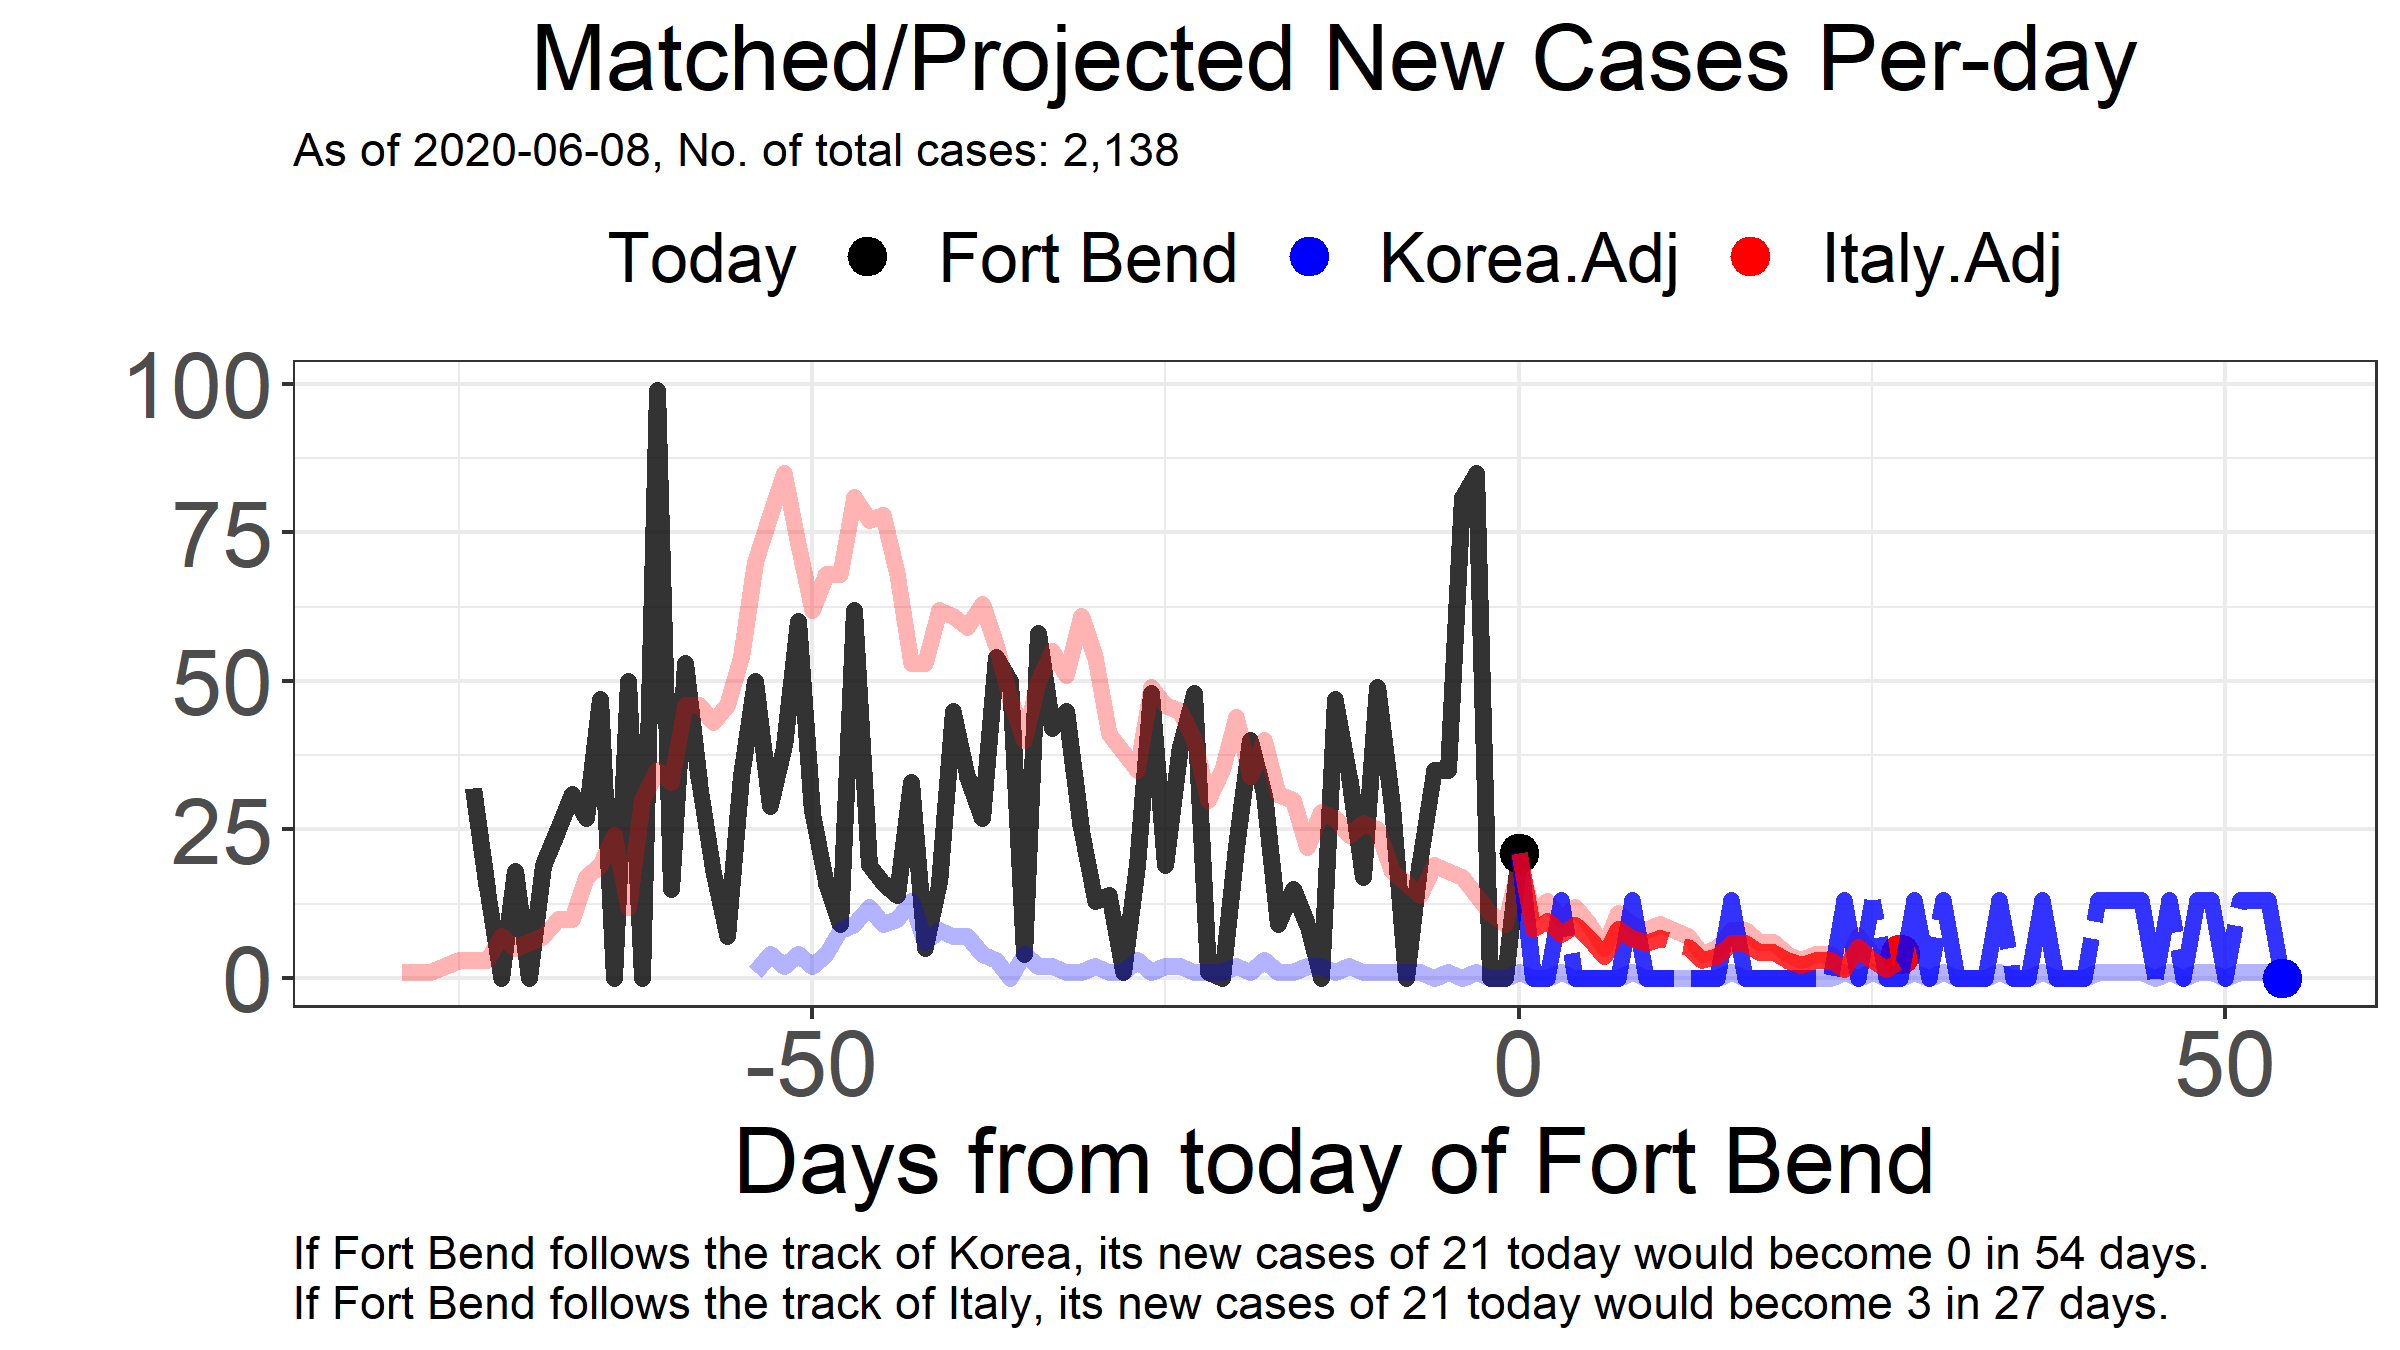 Matched/Projected New Cases Per-day
As of 2020-06-08, No. of total cases: 2,138
Today Fort Bend Korea.Adj Italy.Adj
100
75
50
25
0
-50 0 50
Days from today of Fort Bend
If Fort Bend follows the track of Korea, its new cases of 21 today would become 0 in 54 days.
If Fort Bend follows the track of Italy, its new cases of 21 today would become 3 in 27 days.